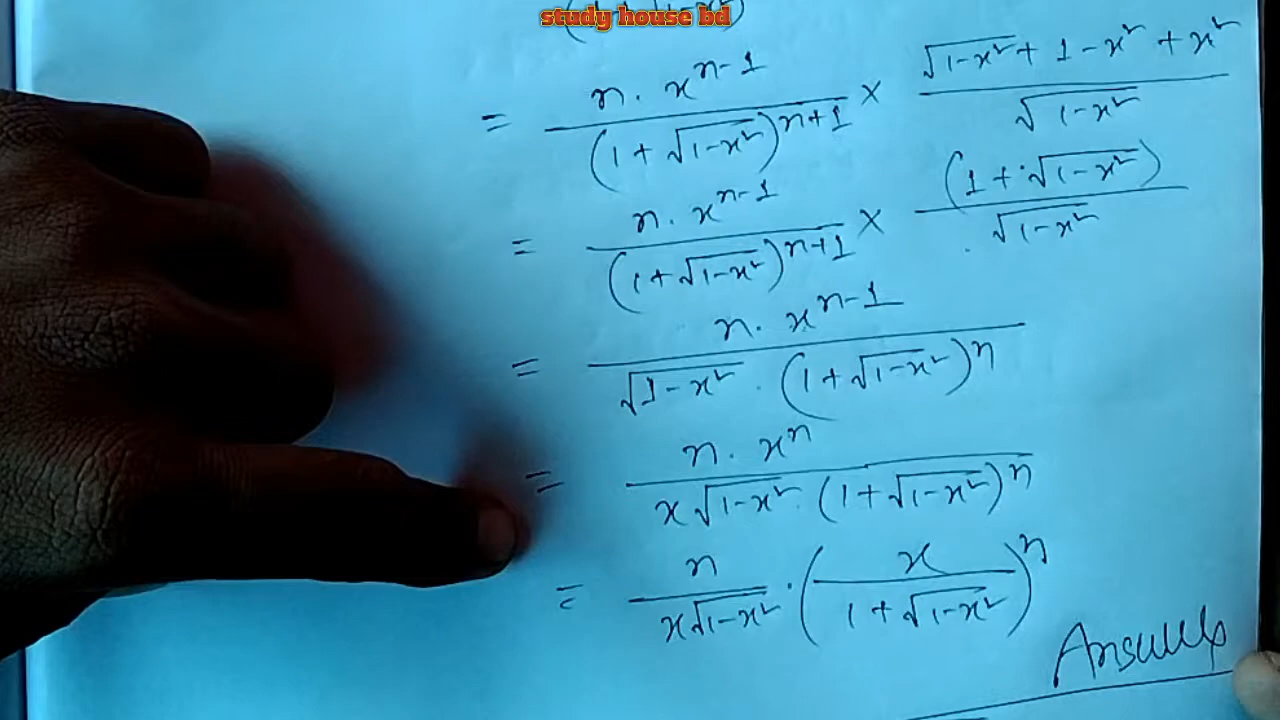 study house bd
= n. x^{n-1} / (1+√1-x²)^{n+1} × √1-x² + 1-x² + x² / √1-x²
= n. x^{n-1} / (1+√1-x²)^{n+1} × (1+√1-x²) / √1-x²
= n. x^{n-1} / √1-x² . (1+√1-x²)^n
= n. x^n / x√1-x² . (1+√1-x²)^n
= n / x√1-x² . (x / 1+√1-x²)^n
Answer